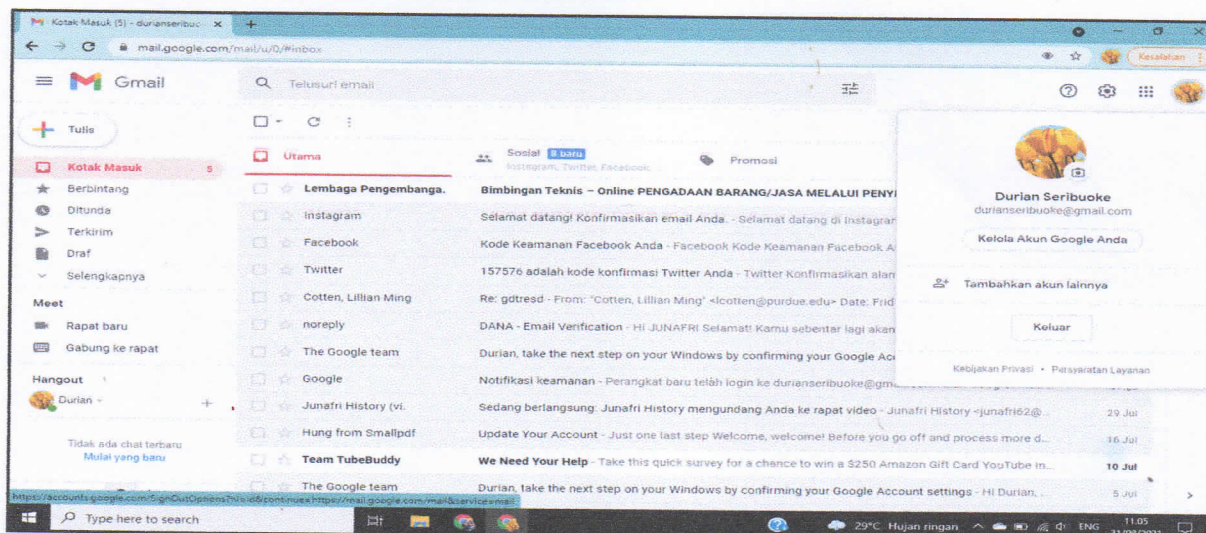 Kotak Masuk (5) - durianseribuc
mail.google.com/mail/u/0/#inbox
Kesalahan
Gmail
Telusuri email
Tulis
Kotak Masuk 5
Berbintang
Ditunda
Terkirim
Draf
Selengkapnya
Meet
Rapat baru
Gabung ke rapat
Hangout
Durian
Tidak ada chat terbaru
Mulai yang baru
Utama
Sosial 8 baru
Instagram, Twitter, Facebook
Promosi
Lembaga Pengembanga. Bimbingan Teknis – Online PENGADAAN BARANG/JASA MELALUI PENYI
Instagram Selamat datang! Konfirmasikan email Anda. - Selamat datang di Instagram
Facebook Kode Keamanan Facebook Anda - Facebook Kode Keamanan Facebook A
Twitter 157576 adalah kode konfirmasi Twitter Anda - Twitter Konfirmasikan alan
Cotten, Lillian Ming Re: gdtresd - From: "Cotten, Lillian Ming" <lcotten@purdue.edu> Date: Frid
noreply DANA - Email Verification - Hi JUNAFRI Selamat! Kamu sebentar lagi akan
The Google team Durian, take the next step on your Windows by confirming your Google Acc
Google Notifikasi keamanan - Perangkat baru telah login ke durianseribuoke@gm
Junafri History (vi. Sedang berlangsung: Junafri History mengundang Anda ke rapat video - Junafri History <junafri62@... 29 Jul
Hung from Smallpdf Update Your Account - Just one last step Welcome, welcome! Before you go off and process more d... 16 Jul
Team TubeBuddy We Need Your Help - Take this quick survey for a chance to win a $250 Amazon Gift Card YouTube In... 10 Jul
The Google team Durian, take the next step on your Windows by confirming your Google Account settings - Hi Durian, ... 5 Jul
Durian Seribuoke
durianseribuoke@gmail.com
Kelola Akun Google Anda
Tambahkan akun lainnya
Keluar
Kebijakan Privasi • Persyaratan Layanan
Type here to search
29°C Hujan ringan
ENG
11.05
31/08/2021